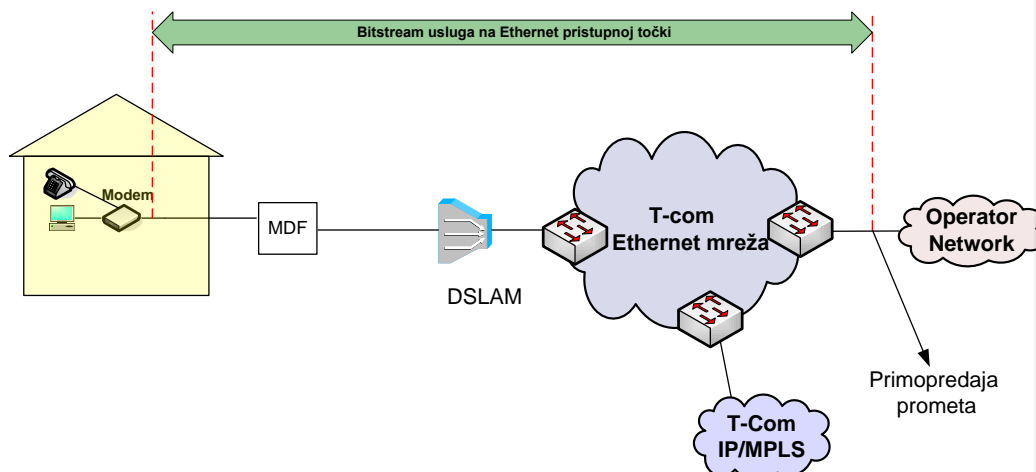 Bitstream usluga na Ethernet pristupnoj točki
Modem
MDF
DSLAM
T-com
Ethernet mreža
Operator
Network
Primopredaja
prometa
T-Com
IP/MPLS